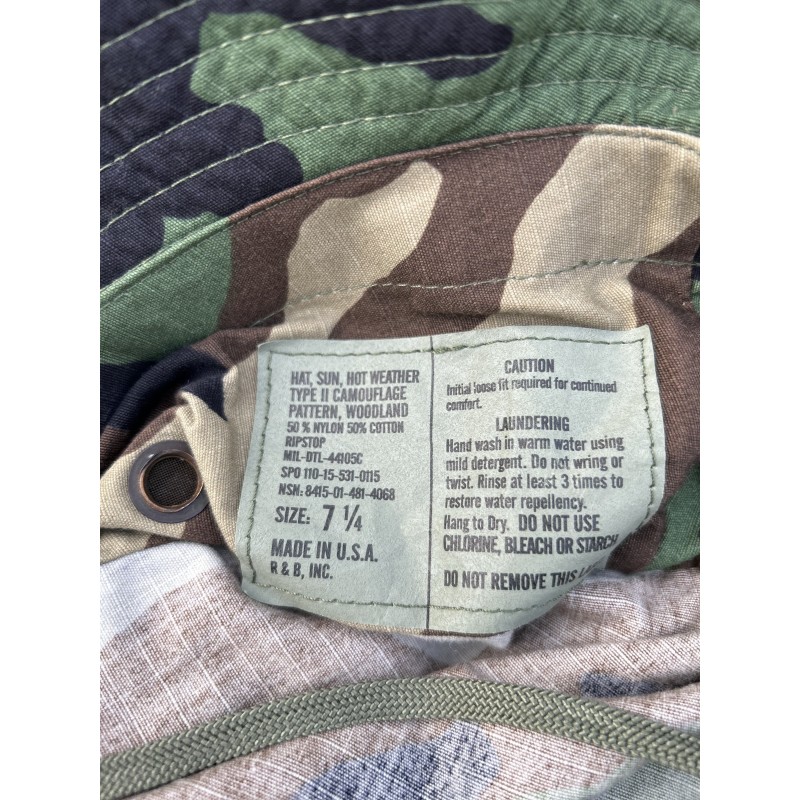 HAT, SUN, HOT WEATHER
TYPE II CAMOUFLAGE
PATTERN, WOODLAND
50 % NYLON 50% COTTON
RIPSTOP
MIL-DTL-44105C
SPO 110-15-531-0115
NSN: 8415-01-481-4068
SIZE: 7 1/4
MADE IN U.S.A.
R & B, INC.
CAUTION
Initial loose fit required for continued
comfort.
LAUNDERING
Hand wash in warm water using
mild detergent. Do not wring or
twist. Rinse at least 3 times to
restore water repellency.
Hang to Dry. DO NOT USE
CHLORINE, BLEACH OR STARCH
DO NOT REMOVE THIS